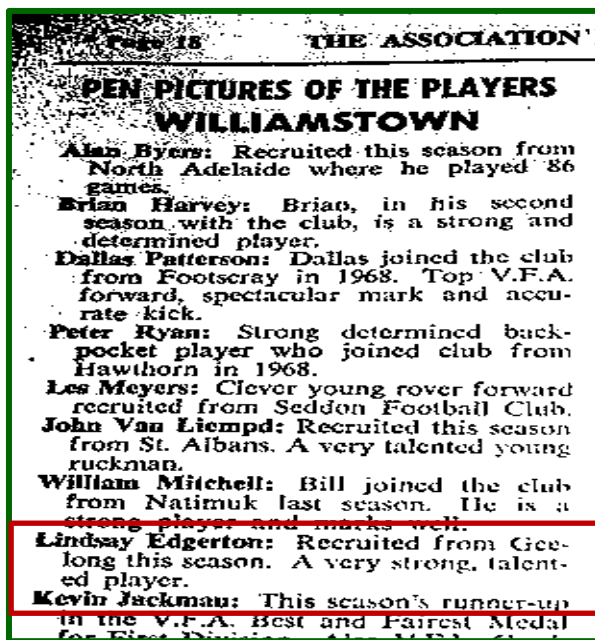 Page 18 THE ASSOCIATION
PEN PICTURES OF THE PLAYERS
WILLIAMSTOWN
Alan Byers: Recruited this season from
North Adelaide where he played 86
games.
Brian Harvey: Brian, in his second
season with the club, is a strong and
determined player.
Dallas Patterson: Dallas joined the club
from Footscray in 1968. Top V.F.A.
forward, spectacular mark and accu-
rate kick.
Peter Ryan: Strong determined back-
pocket player who joined club from
Hawthorn in 1968.
Les Meyers: Clever young rover forward
recruited from Seddon Football Club.
John Van Liempd: Recruited this season
from St. Albans. A very talented young
ruckman.
William Mitchell: Bill joined the club
from Natimuk last season. He is a
strong player and marks well.
Lindsay Edgerton: Recruited from Gee-
long this season. A very strong, talent-
ed player.
Kevin Jackman: This season's runner-up
in the V.F.A. Best and Fairest Medal
for First Division.